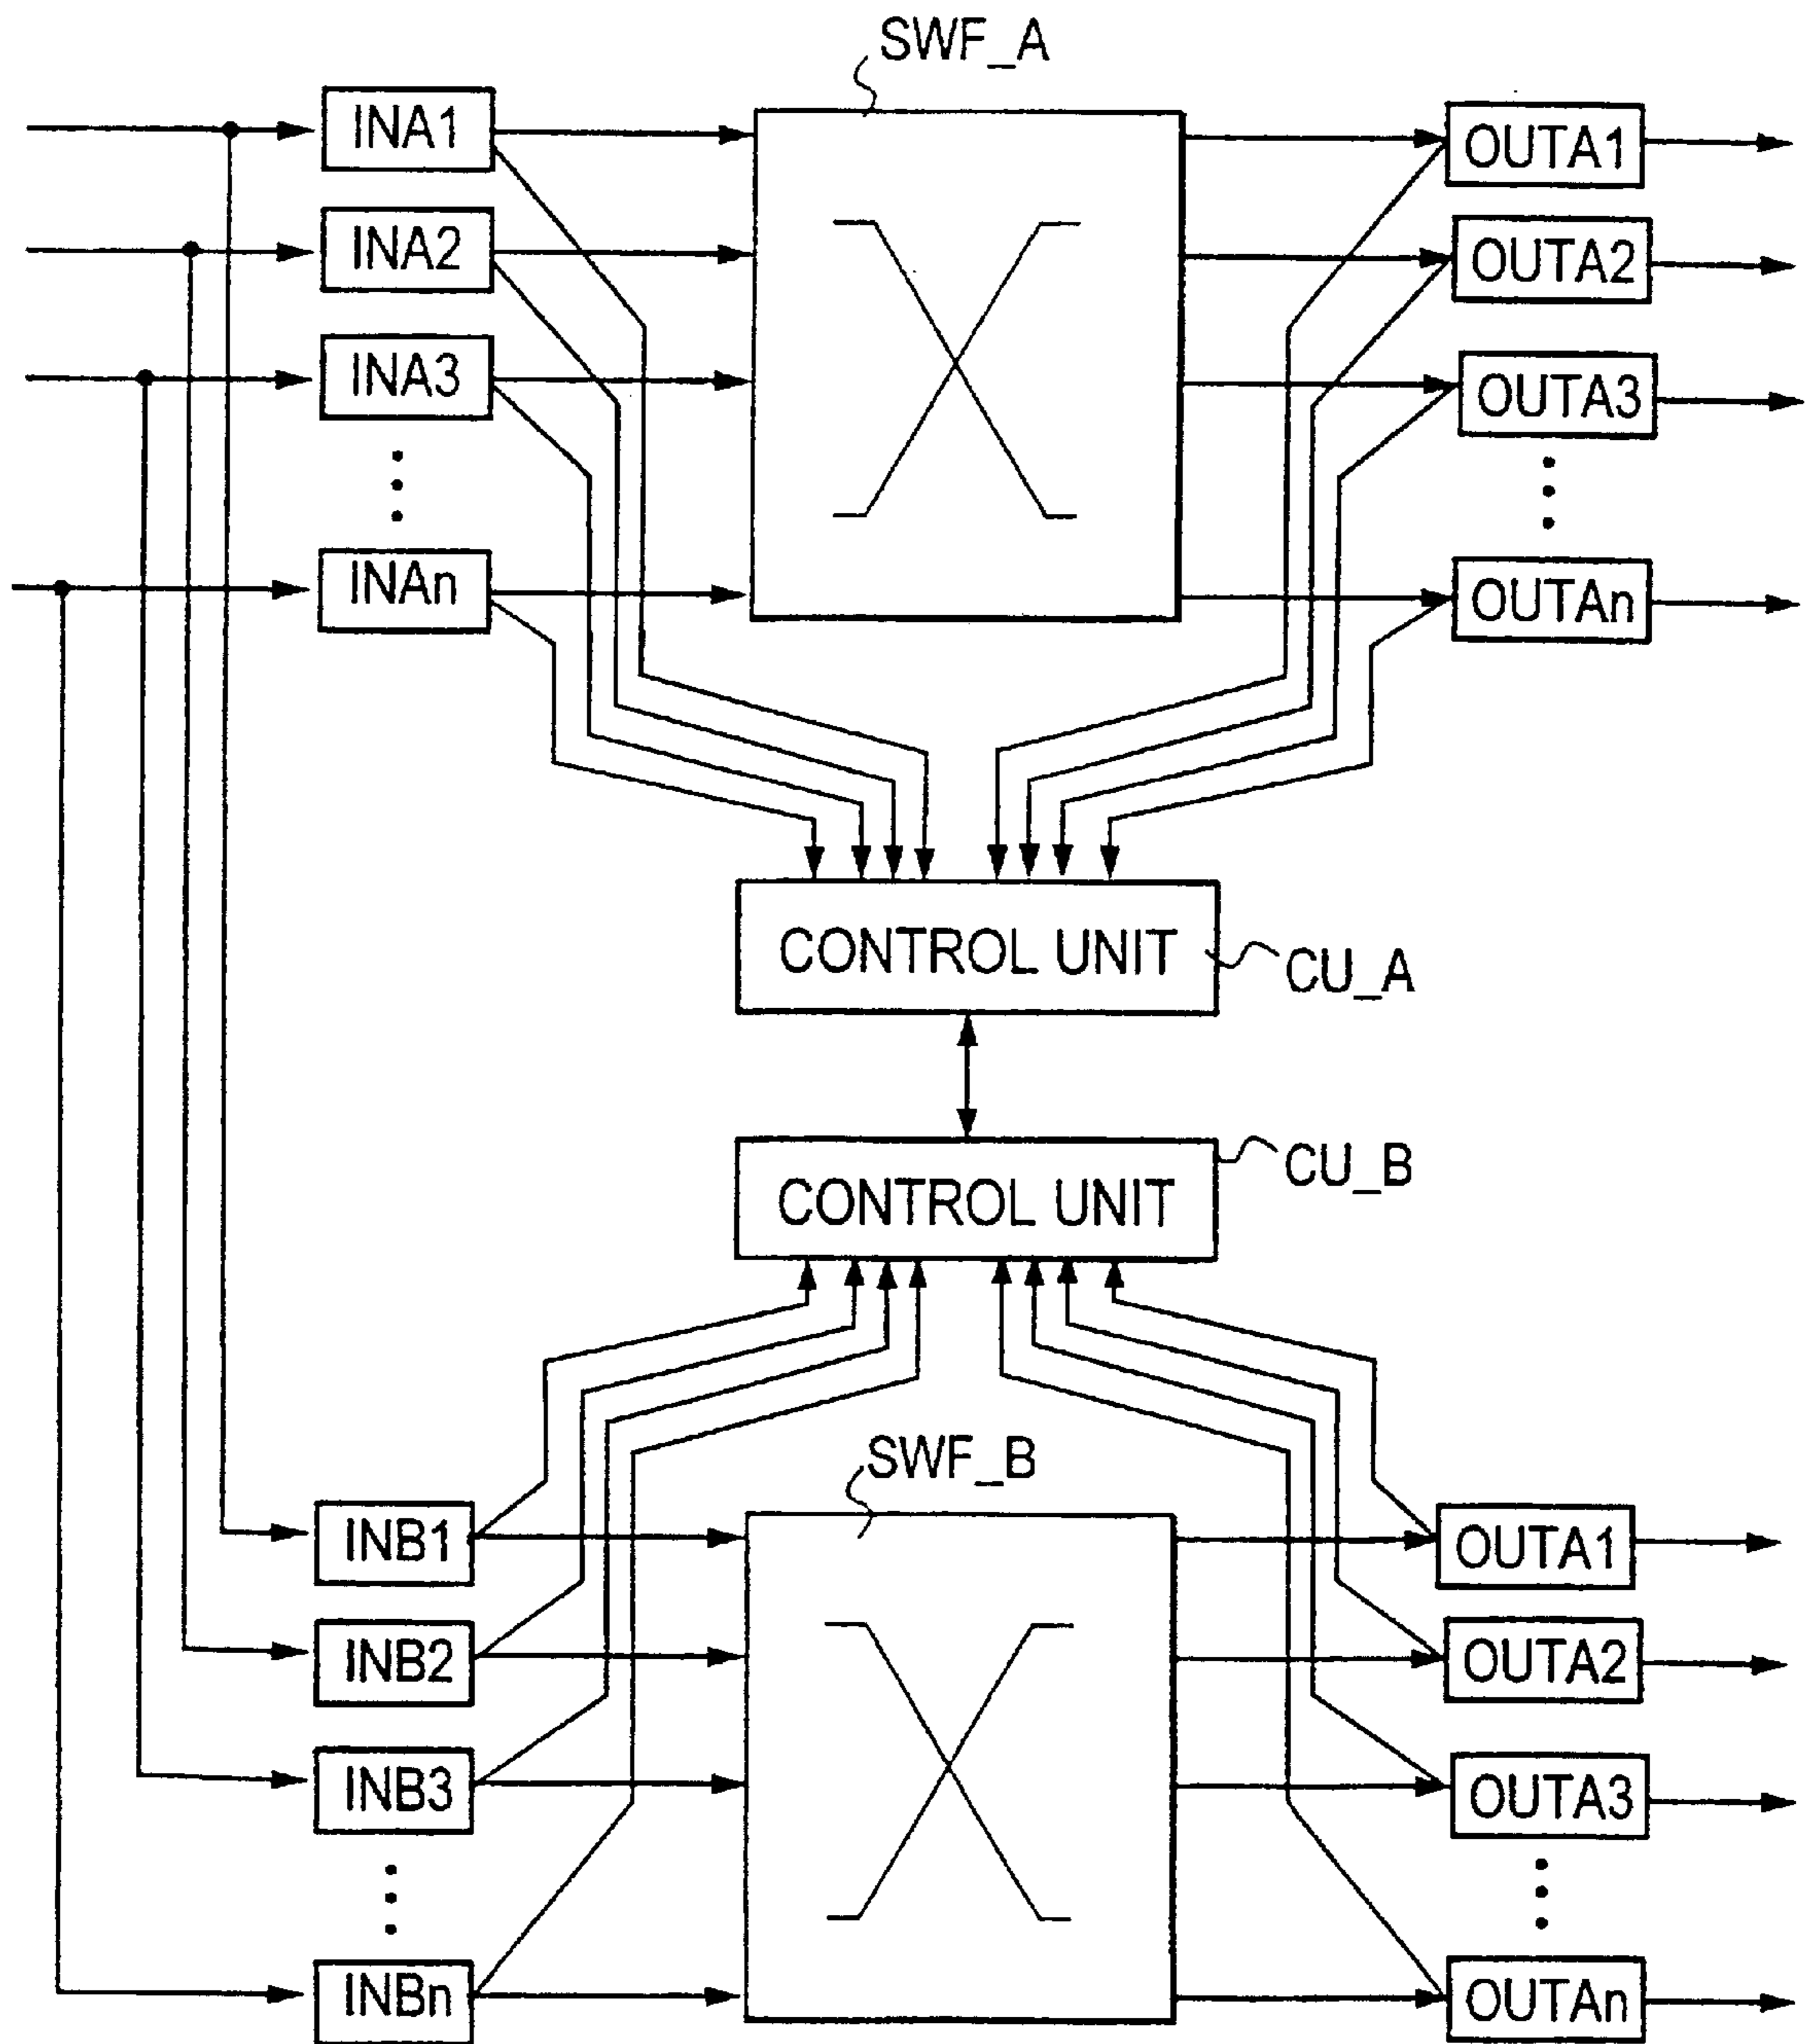 SWF_A
INA1
OUTA1
INA2
OUTA2
INA3
OUTA3
INAn
OUTAn
CONTROL UNIT
CU_A
CU_B
CONTROL UNIT
SWF_B
INB1
OUTA1
INB2
OUTA2
INB3
OUTA3
INBn
OUTAn